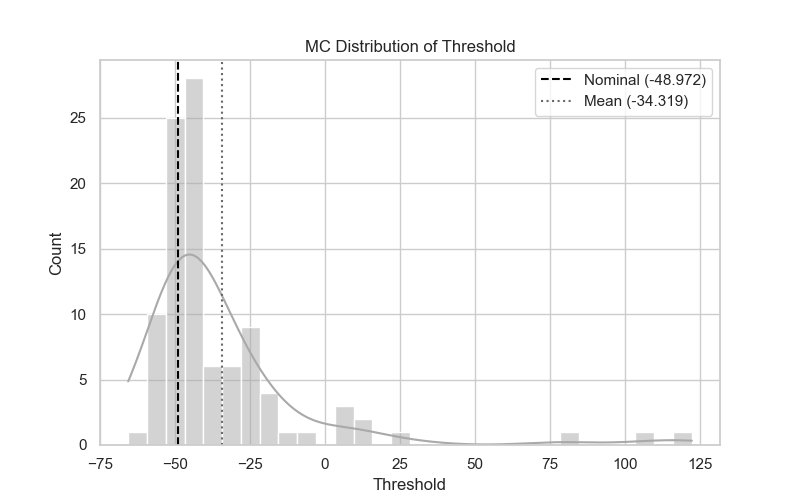 MC Distribution of Threshold
Nominal (-48.972)
Mean (-34.319)
Count
25
20
15
10
5
0
−75 −50 −25 0 25 50 75 100 125
Threshold